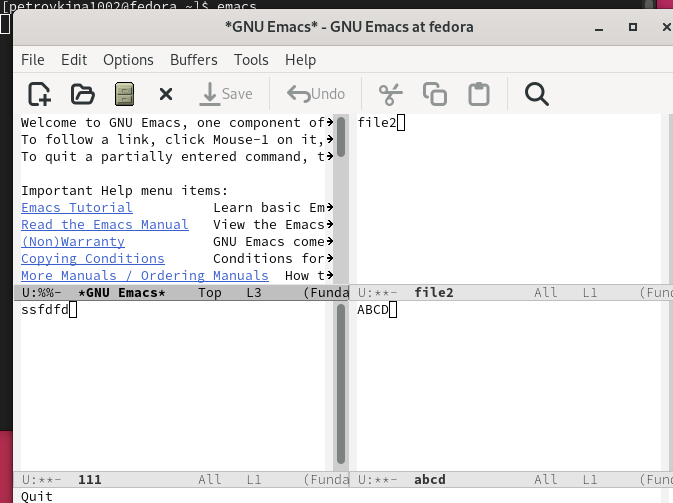 [petrovkina1002@fedora ~]$ emacs
*GNU Emacs* - GNU Emacs at fedora
File Edit Options Buffers Tools Help
Save Undo
Welcome to GNU Emacs, one component of
To follow a link, click Mouse-1 on it,
To quit a partially entered command, t
Important Help menu items:
Emacs Tutorial Learn basic Em
Read the Emacs Manual View the Emacs
(Non)Warranty GNU Emacs come
Copying Conditions Conditions for
More Manuals / Ordering Manuals How t
U:%%- *GNU Emacs* Top L3 (Funda
file2
U:**- file2 All L1 (Fun
ssfdfd
U:**- 111 All L1 (Funda
ABCD
U:**- abcd All L1 (Fun
Quit